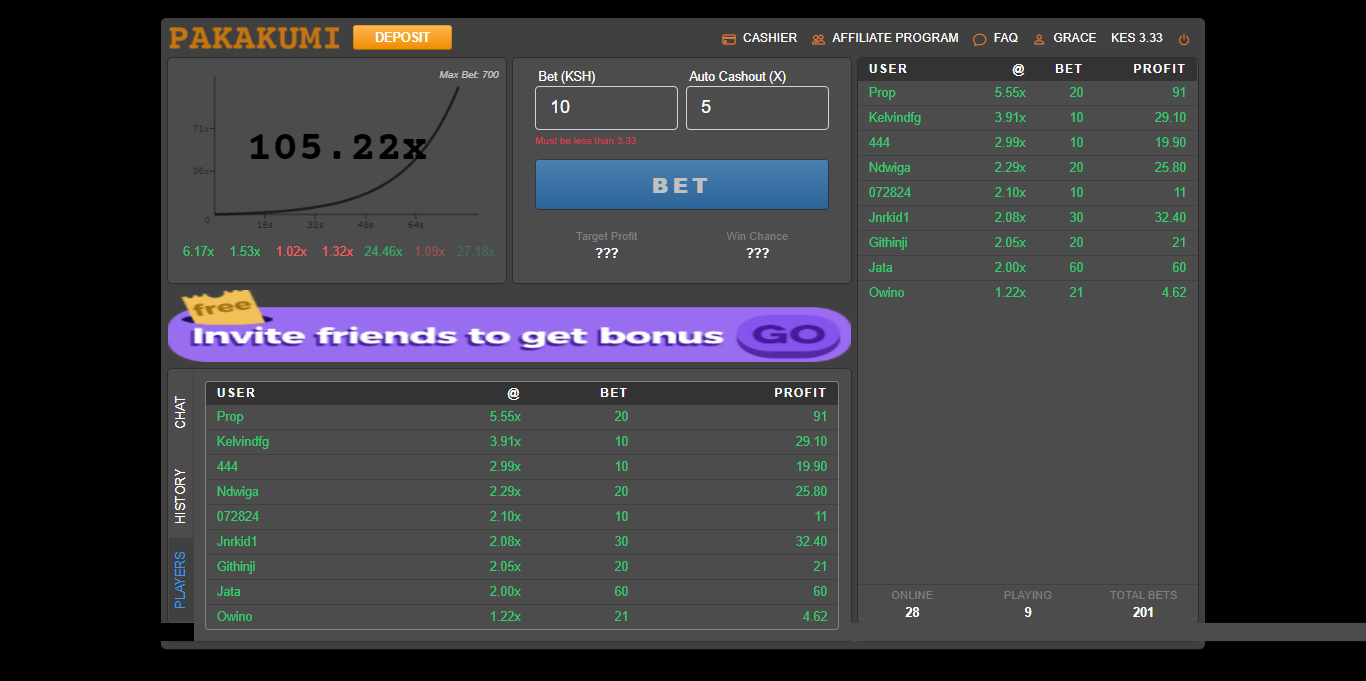 PAKAKUMI DEPOSIT CASHIER AFFILIATE PROGRAM FAQ GRACE KES 3.33
Max Bet: 700
71x
105.22x
26x
0
16s 32s 48s 64s
6.17x 1.53x 1.02x 1.32x 24.46x 1.09x 27.18x
Bet (KSH) Auto Cashout (X)
10 5
Must be less than 3.33
BET
Target Profit Win Chance
??? ???
free
Invite friends to get bonus GO
CHAT
HISTORY
PLAYERS
USER @ BET PROFIT
Prop 5.55x 20 91
Kelvindfg 3.91x 10 29.10
444 2.99x 10 19.90
Ndwiga 2.29x 20 25.80
072824 2.10x 10 11
Jnrkid1 2.08x 30 32.40
Githinji 2.05x 20 21
Jata 2.00x 60 60
Owino 1.22x 21 4.62
USER @ BET PROFIT
Prop 5.55x 20 91
Kelvindfg 3.91x 10 29.10
444 2.99x 10 19.90
Ndwiga 2.29x 20 25.80
072824 2.10x 10 11
Jnrkid1 2.08x 30 32.40
Githinji 2.05x 20 21
Jata 2.00x 60 60
Owino 1.22x 21 4.62
ONLINE PLAYING TOTAL BETS
28 9 201